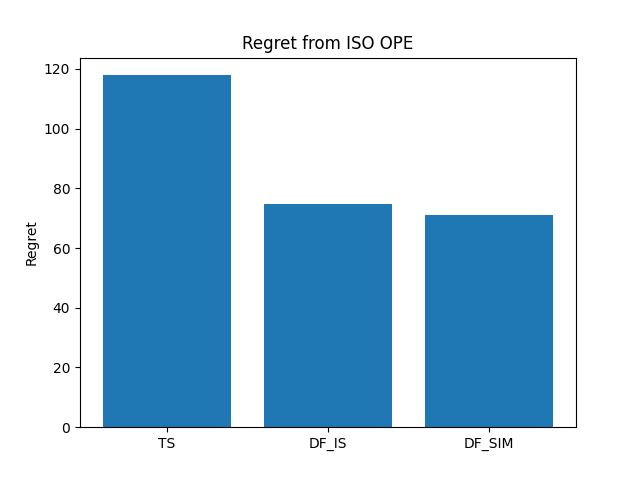 Regret from ISO OPE
120
100
80
60
40
20
0
Regret
TS
DF_IS
DF_SIM